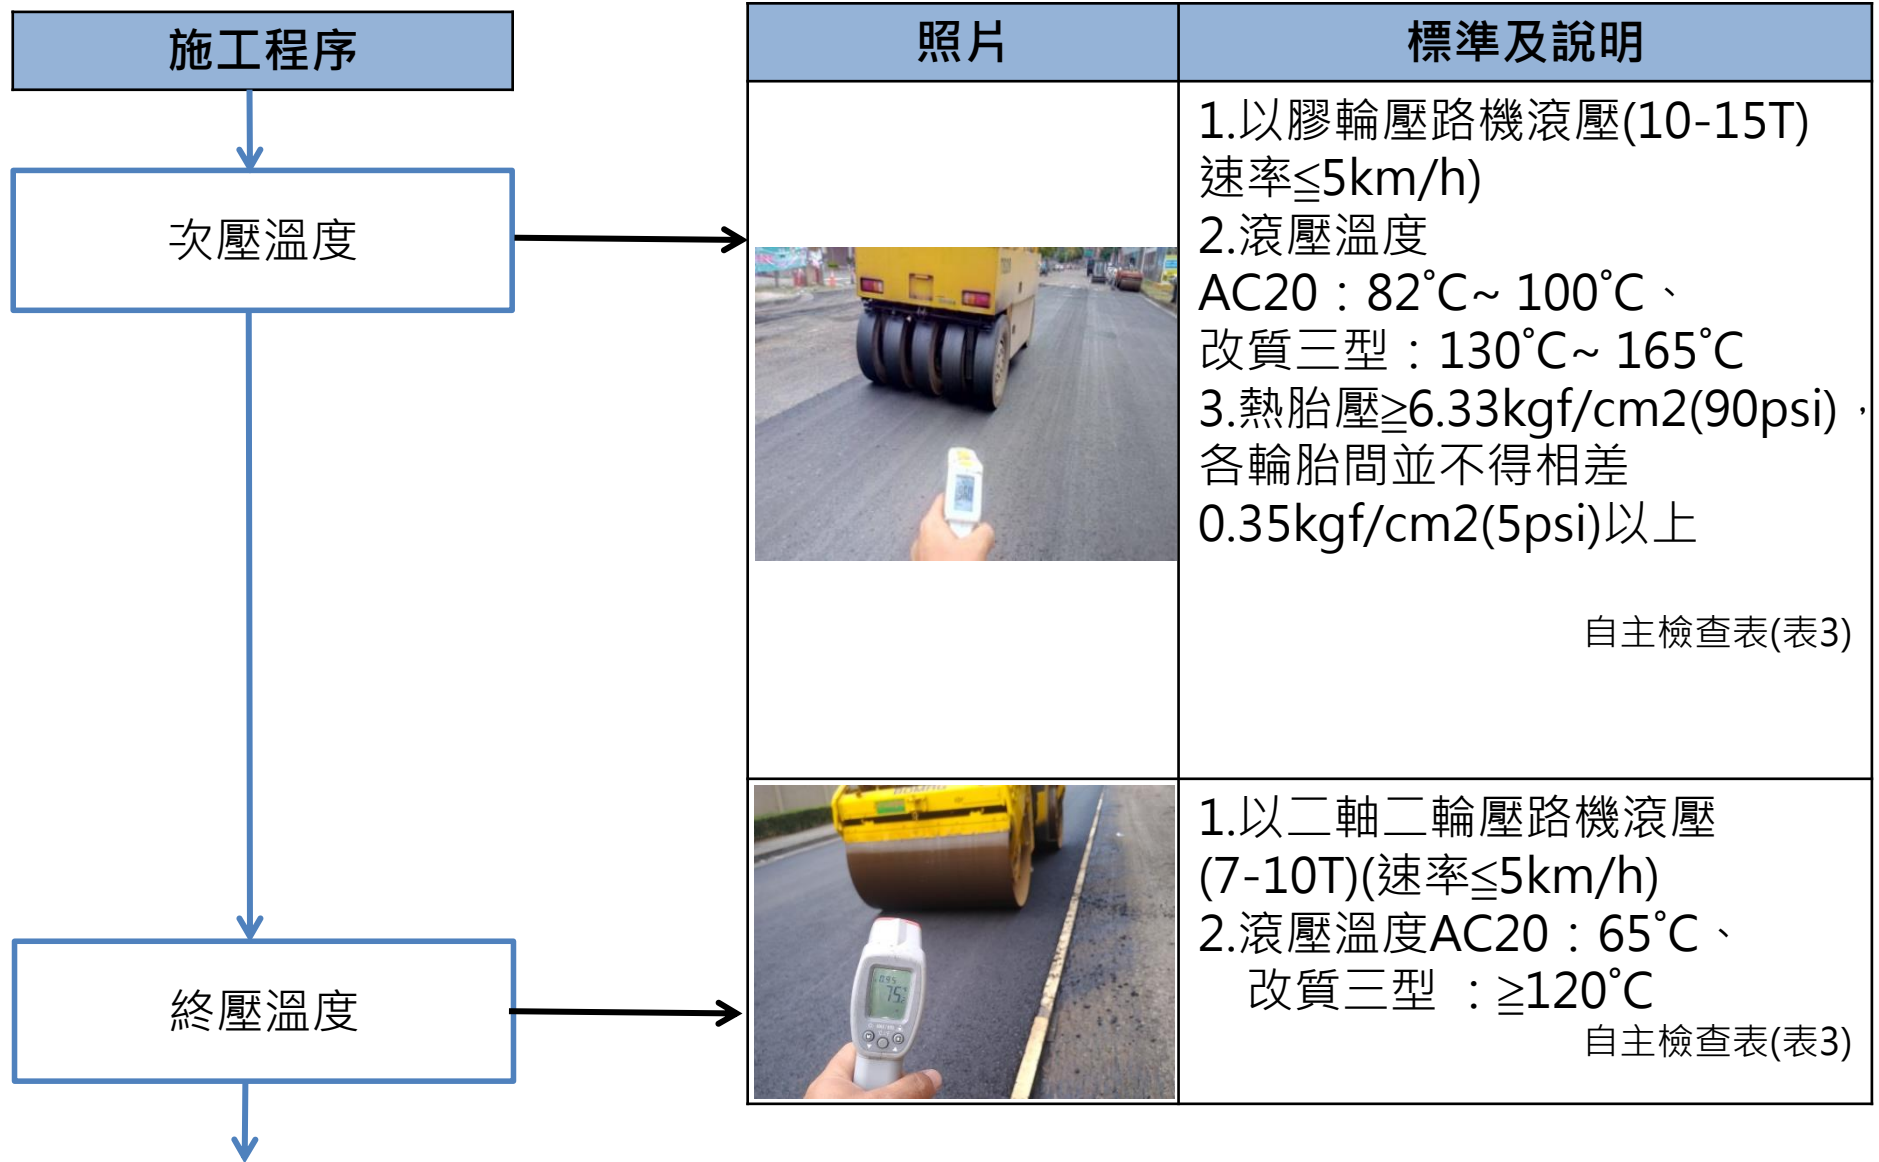 施工程序
照片
標準及說明
次壓溫度
1.以膠輪壓路機滾壓(10-15T)
速率≦5km/h)
2.滾壓溫度
AC20：82°C~ 100°C、
改質三型：130°C~ 165°C
3.熱胎壓≧6.33kgf/cm2(90psi)，
各輪胎間並不得相差
0.35kgf/cm2(5psi)以上
自主檢查表(表3)
終壓溫度
BOMAG
1.以二軸二輪壓路機滾壓
(7-10T)(速率≦5km/h)
2.滾壓溫度AC20：65°C、
改質三型 ：≧120°C
自主檢查表(表3)